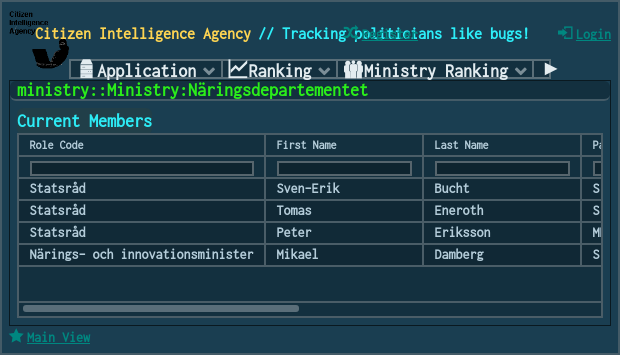 Citizen
Intelligence
Agency
Citizen Intelligence Agency // Tracking politicians like bugs!
Register
Login
Application Ranking Ministry Ranking
ministry::Ministry:Näringsdepartementet
Current Members
Role Code First Name Last Name Pa
Statsråd Sven-Erik Bucht S
Statsråd Tomas Eneroth S
Statsråd Peter Eriksson M
Närings- och innovationsminister Mikael Damberg S
Main View